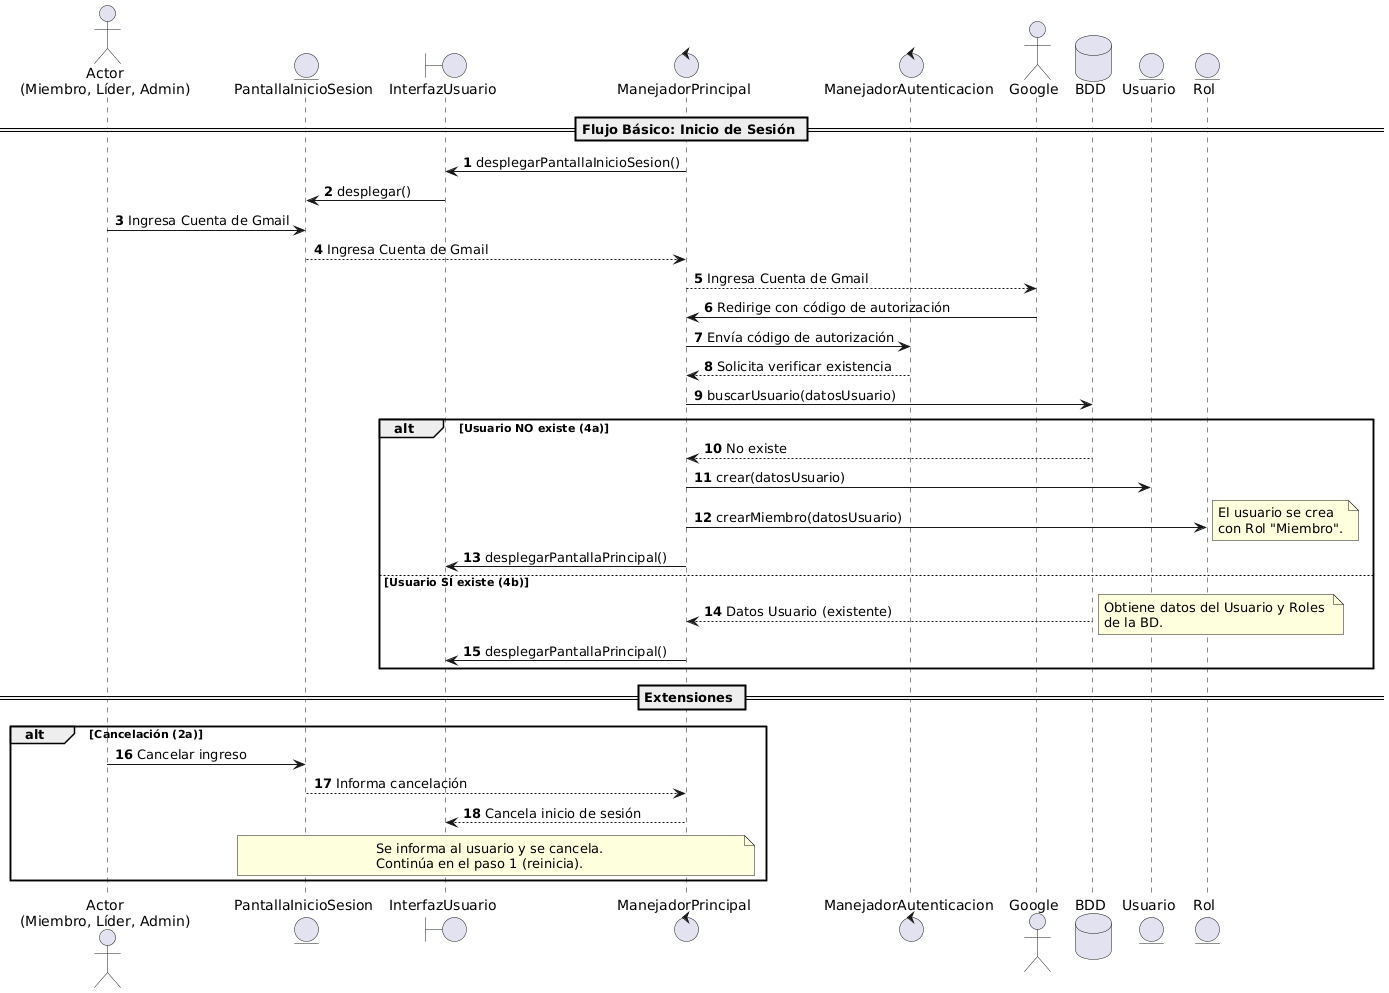 Actor
(Miembro, Líder, Admin)
PantallaInicioSesion
InterfazUsuario
ManejadorPrincipal
ManejadorAutenticacion
Google
BDD
Usuario
Rol
Flujo Básico: Inicio de Sesión
1 desplegarPantallaInicioSesion()
2 desplegar()
3 Ingresa Cuenta de Gmail
4 Ingresa Cuenta de Gmail
5 Ingresa Cuenta de Gmail
6 Redirige con código de autorización
7 Envía código de autorización
8 Solicita verificar existencia
9 buscarUsuario(datosUsuario)
alt
[Usuario NO existe (4a)]
10 No existe
11 crear(datosUsuario)
12 crearMiembro(datosUsuario)
El usuario se crea
con Rol "Miembro".
13 desplegarPantallaPrincipal()
[Usuario SÍ existe (4b)]
14 Datos Usuario (existente)
Obtiene datos del Usuario y Roles
de la BD.
15 desplegarPantallaPrincipal()
Extensiones
alt
[Cancelación (2a)]
16 Cancelar ingreso
17 Informa cancelación
18 Cancela inicio de sesión
Se informa al usuario y se cancela.
Continúa en el paso 1 (reinicia).
Actor
(Miembro, Líder, Admin)
PantallaInicioSesion
InterfazUsuario
ManejadorPrincipal
ManejadorAutenticacion
Google
BDD
Usuario
Rol